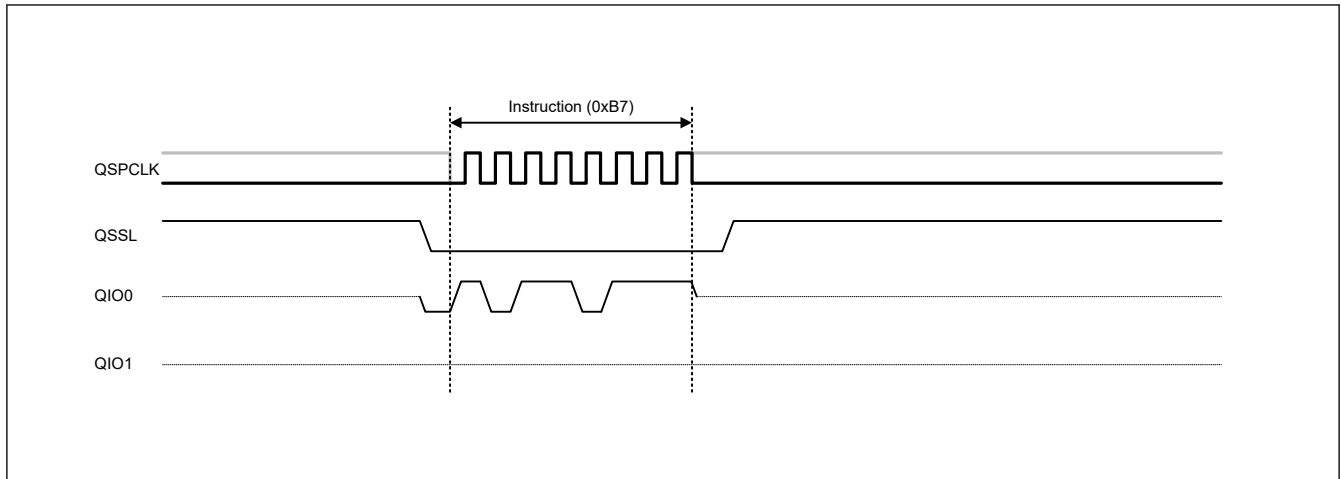 Instruction (0xB7)
QSPCLK
QSSL
QIO0
QIO1